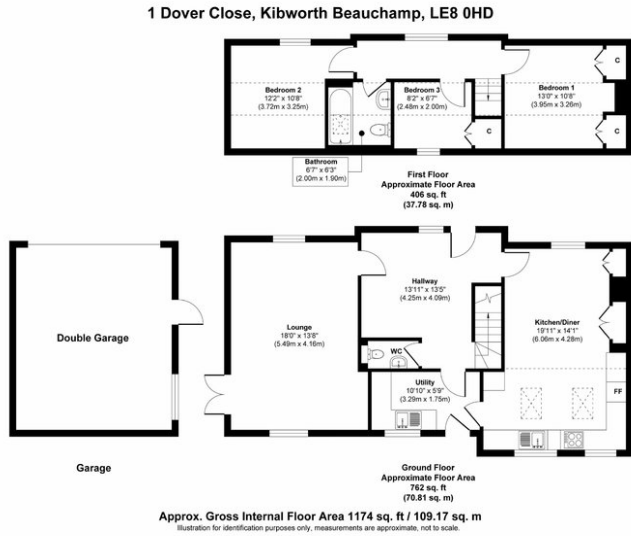 1 Dover Close, Kibworth Beauchamp, LE8 0HD
Bedroom 2
12'2" x 10'8"
(3.72m x 3.25m)
Bedroom 3
8'2" x 6'7"
(2.48m x 2.00m)
Bedroom 1
13'0" x 10'8"
(3.95m x 3.26m)
C
C
C
Bathroom
6'7" x 6'3"
(2.00m x 1.90m)
First Floor
Approximate Floor Area
406 sq. ft
(37.78 sq. m)
Double Garage
Garage
Lounge
18'0" x 13'8"
(5.49m x 4.16m)
Hallway
13'11" x 13'5"
(4.25m x 4.09m)
WC
Utility
10'10" x 5'9"
(3.29m x 1.75m)
Kitchen/Diner
19'11" x 14'1"
(6.06m x 4.28m)
FF
Ground Floor
Approximate Floor Area
762 sq. ft
(70.81 sq. m)
Approx. Gross Internal Floor Area 1174 sq. ft / 109.17 sq. m
Illustration for identification purposes only, measurements are approximate, not to scale.